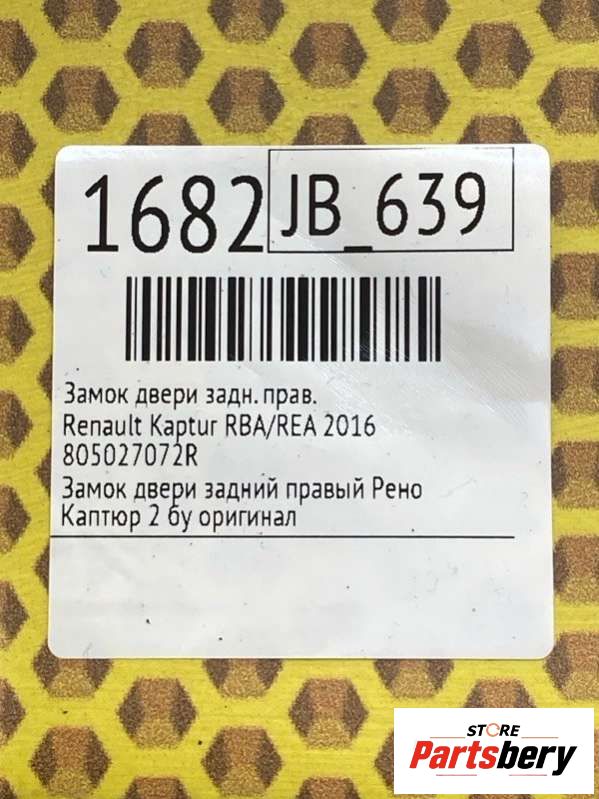 1682 JB_639
Замок двери задн. прав.
Renault Kaptur RBA/REA 2016
805027072R
Замок двери задний правый Рено
Каптюр 2 бу оригинал
STORE
Partsbery